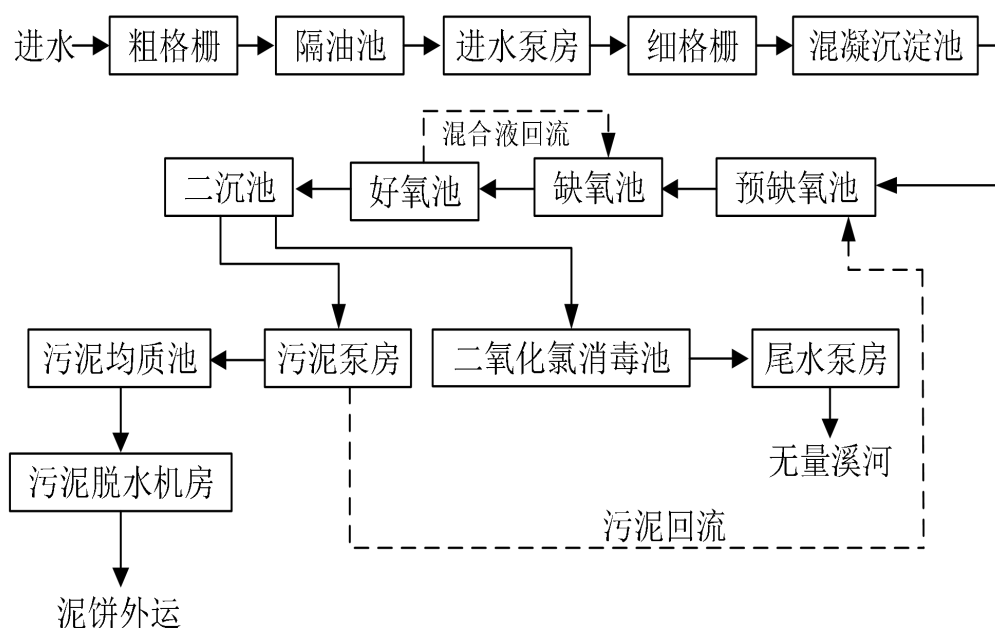 进水
粗格栅
隔油池
进水泵房
细格栅
混凝沉淀池
混合液回流
二沉池
好氧池
缺氧池
预缺氧池
污泥均质池
污泥泵房
二氧化氯消毒池
尾水泵房
无量溪河
污泥脱水机房
污泥回流
泥饼外运